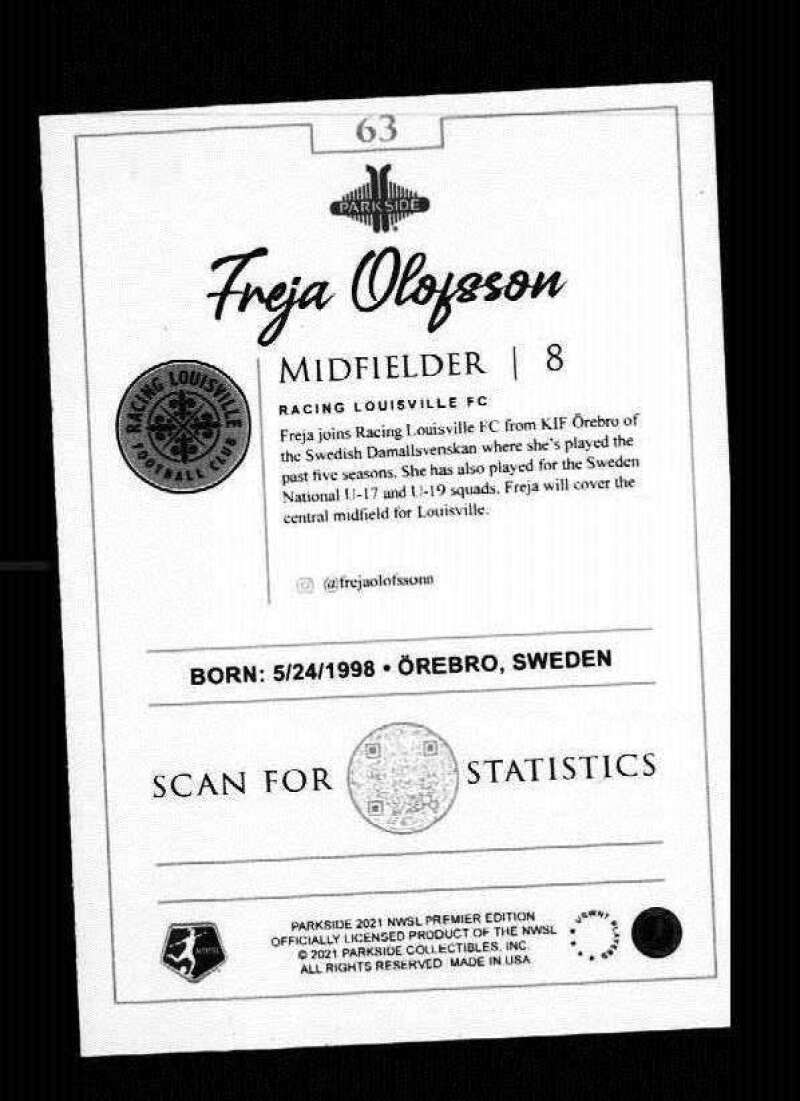 63
PARKSIDE
Freja Olofsson
MIDFIELDER | 8
RACING LOUISVILLE
FOOTBALL CLUB
RACING LOUISVILLE FC
Freja joins Racing Louisville FC from KIF Örebro of
the Swedish Damallsvenskan where she's played the
past five seasons. She has also played for the Sweden
National U-17 and U-19 squads. Freja will cover the
central midfield for Louisville.
@frejaolofssonn
BORN: 5/24/1998 • ÖREBRO, SWEDEN
SCAN FOR STATISTICS
NWSL
PARKSIDE 2021 NWSL PREMIER EDITION
OFFICIALLY LICENSED PRODUCT OF THE NWSL
© 2021 PARKSIDE COLLECTIBLES, INC.
ALL RIGHTS RESERVED MADE IN USA
USWNT PLAYERS